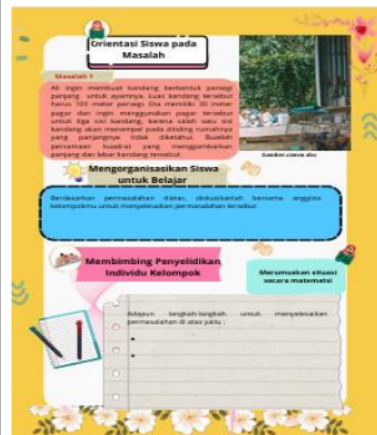 Orientasi Siswa pada
Masalah
Masalah 1
Ali ingin membuat kandang berbentuk persegi
panjang untuk ayamnya. Luas kandang tersebut
harus 100 meter persegi. Dia memiliki 30 meter
pagar dan ingin menggunakan pagar tersebut
untuk tiga sisi kandang, karena salah satu sisi
kandang akan menempel pada dinding rumahnya
yang panjangnya tidak diketahui. Buatlah
persamaan kuadrat yang menggambarkan
panjang dan lebar kandang tersebut.
Sumber.canva.doc
Mengorganisasikan Siswa
untuk Belajar
Berdasarkan permasalahan diatas, diskusikanlah bersama anggota
kelompokmu untuk menyelesaikan permasalahan tersebut
Membimbing Penyelidikan
Individu Kelompok
Merumuskan situasi
secara matematsi
Adapun langkah-langkah untuk menyelesaikan
permasalahan di atas yaitu :